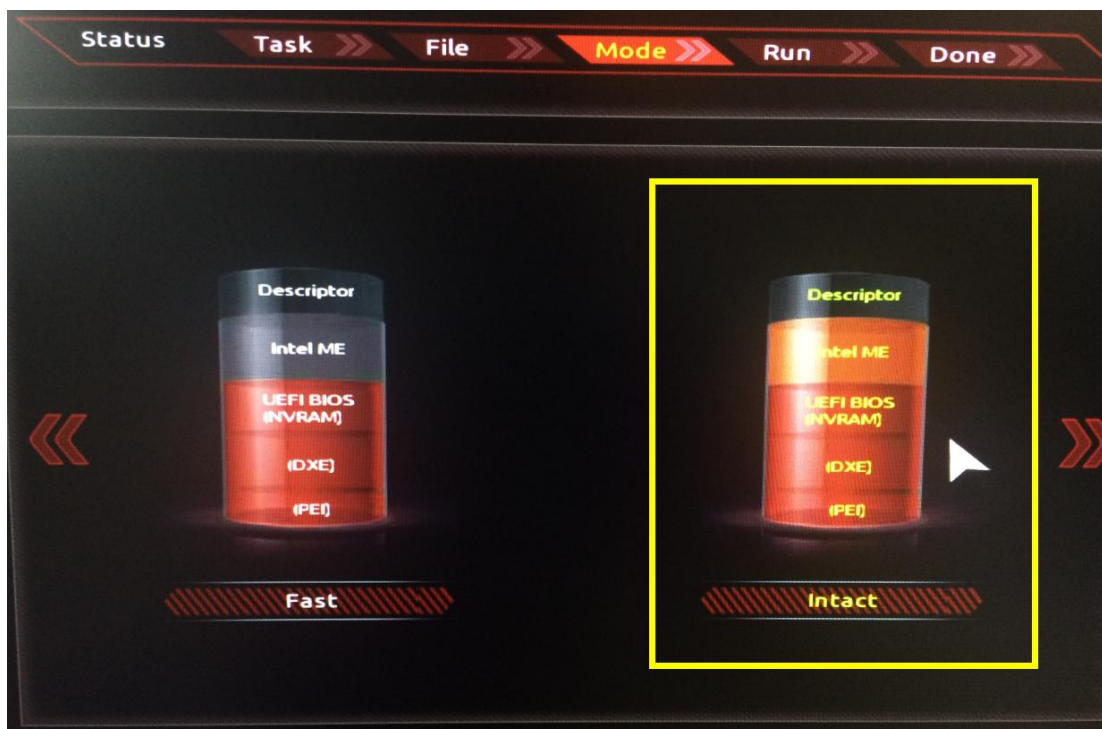 Status Task File Mode Run Done
Descriptor
Intel ME
UEFI BIOS
(NVRAM)
(DXE)
(PEI)
Fast
Descriptor
Intel ME
UEFI BIOS
(NVRAM)
(DXE)
(PEI)
Intact